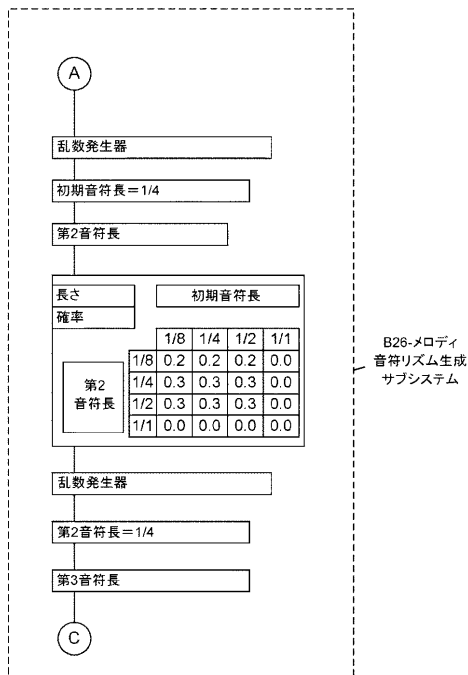 A
乱数発生器
初期音符長=1/4
第2音符長
長さ
確率
初期音符長
1/8 1/4 1/2 1/1
1/8 0.2 0.2 0.2 0.0
1/4 0.3 0.3 0.3 0.0
1/2 0.3 0.3 0.3 0.0
1/1 0.0 0.0 0.0 0.0
第2
音符長
乱数発生器
第2音符長=1/4
第3音符長
C
B26-メロディ
音符リズム生成
サブシステム